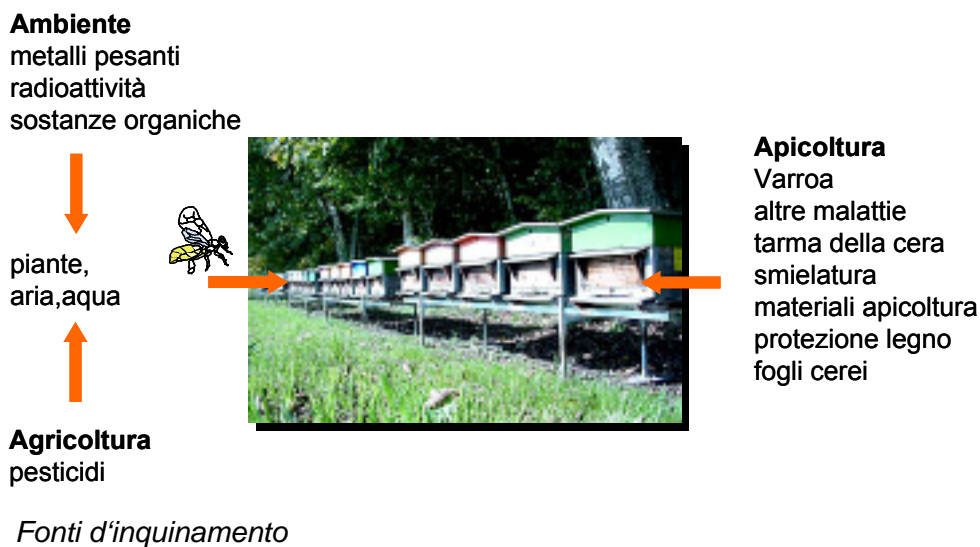 Ambiente
metalli pesanti
radioattività
sostanze organiche
piante,
aria,aqua
Agricoltura
pesticidi
Apicoltura
Varroa
altre malattie
tarma della cera
smielatura
materiali apicoltura
protezione legno
fogli cerei
Fonti d‘inquinamento